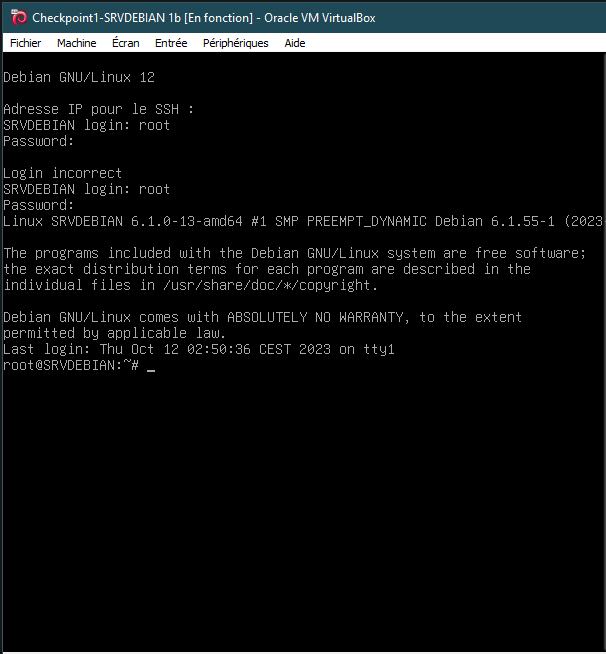 Checkpoint1-SRVDEBIAN 1b [En fonction] - Oracle VM VirtualBox
Fichier Machine Écran Entrée Périphériques Aide
Debian GNU/Linux 12
Adresse IP pour le SSH :
SRVDEBIAN login: root
Password:
Login incorrect
SRVDEBIAN login: root
Password:
Linux SRVDEBIAN 6.1.0-13-amd64 #1 SMP PREEMPT_DYNAMIC Debian 6.1.55-1 (2023-
The programs included with the Debian GNU/Linux system are free software;
the exact distribution terms for each program are described in the
individual files in /usr/share/doc/*/copyright.
Debian GNU/Linux comes with ABSOLUTELY NO WARRANTY, to the extent
permitted by applicable law.
Last login: Thu Oct 12 02:50:36 CEST 2023 on tty1
root@SRVDEBIAN:~# _